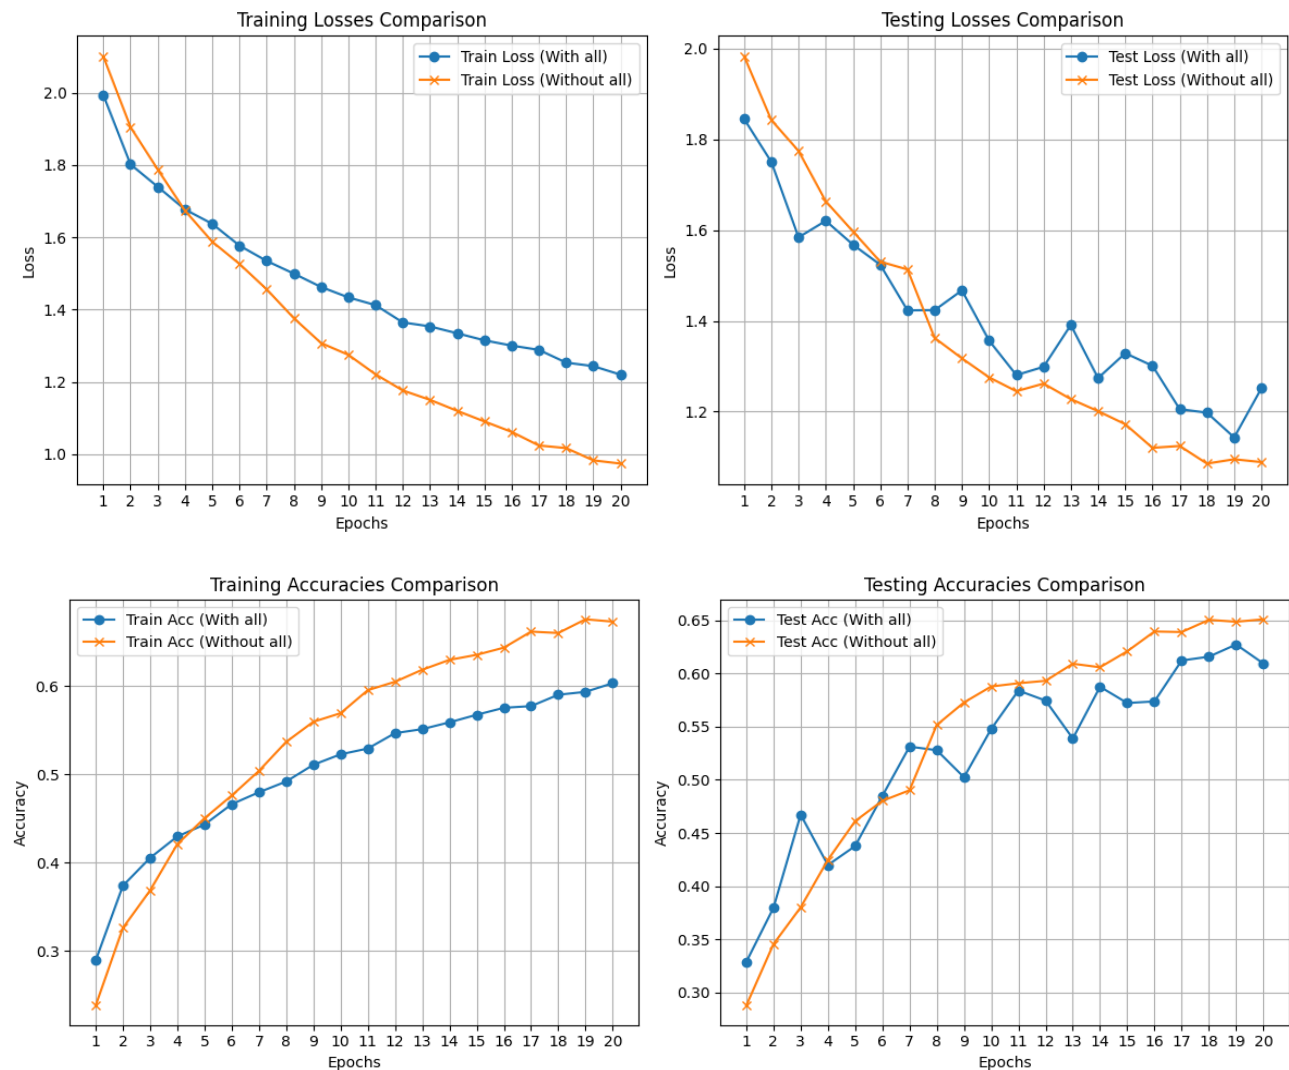 Training Losses Comparison
Train Loss (With all)
Train Loss (Without all)
Loss
2.0
1.8
1.6
1.4
1.2
1.0
1 2 3 4 5 6 7 8 9 10 11 12 13 14 15 16 17 18 19 20
Epochs
Testing Losses Comparison
Test Loss (With all)
Test Loss (Without all)
Loss
2.0
1.8
1.6
1.4
1.2
1 2 3 4 5 6 7 8 9 10 11 12 13 14 15 16 17 18 19 20
Epochs
Training Accuracies Comparison
Train Acc (With all)
Train Acc (Without all)
Accuracy
0.6
0.5
0.4
0.3
1 2 3 4 5 6 7 8 9 10 11 12 13 14 15 16 17 18 19 20
Epochs
Testing Accuracies Comparison
Test Acc (With all)
Test Acc (Without all)
Accuracy
0.65
0.60
0.55
0.50
0.45
0.40
0.35
0.30
1 2 3 4 5 6 7 8 9 10 11 12 13 14 15 16 17 18 19 20
Epochs